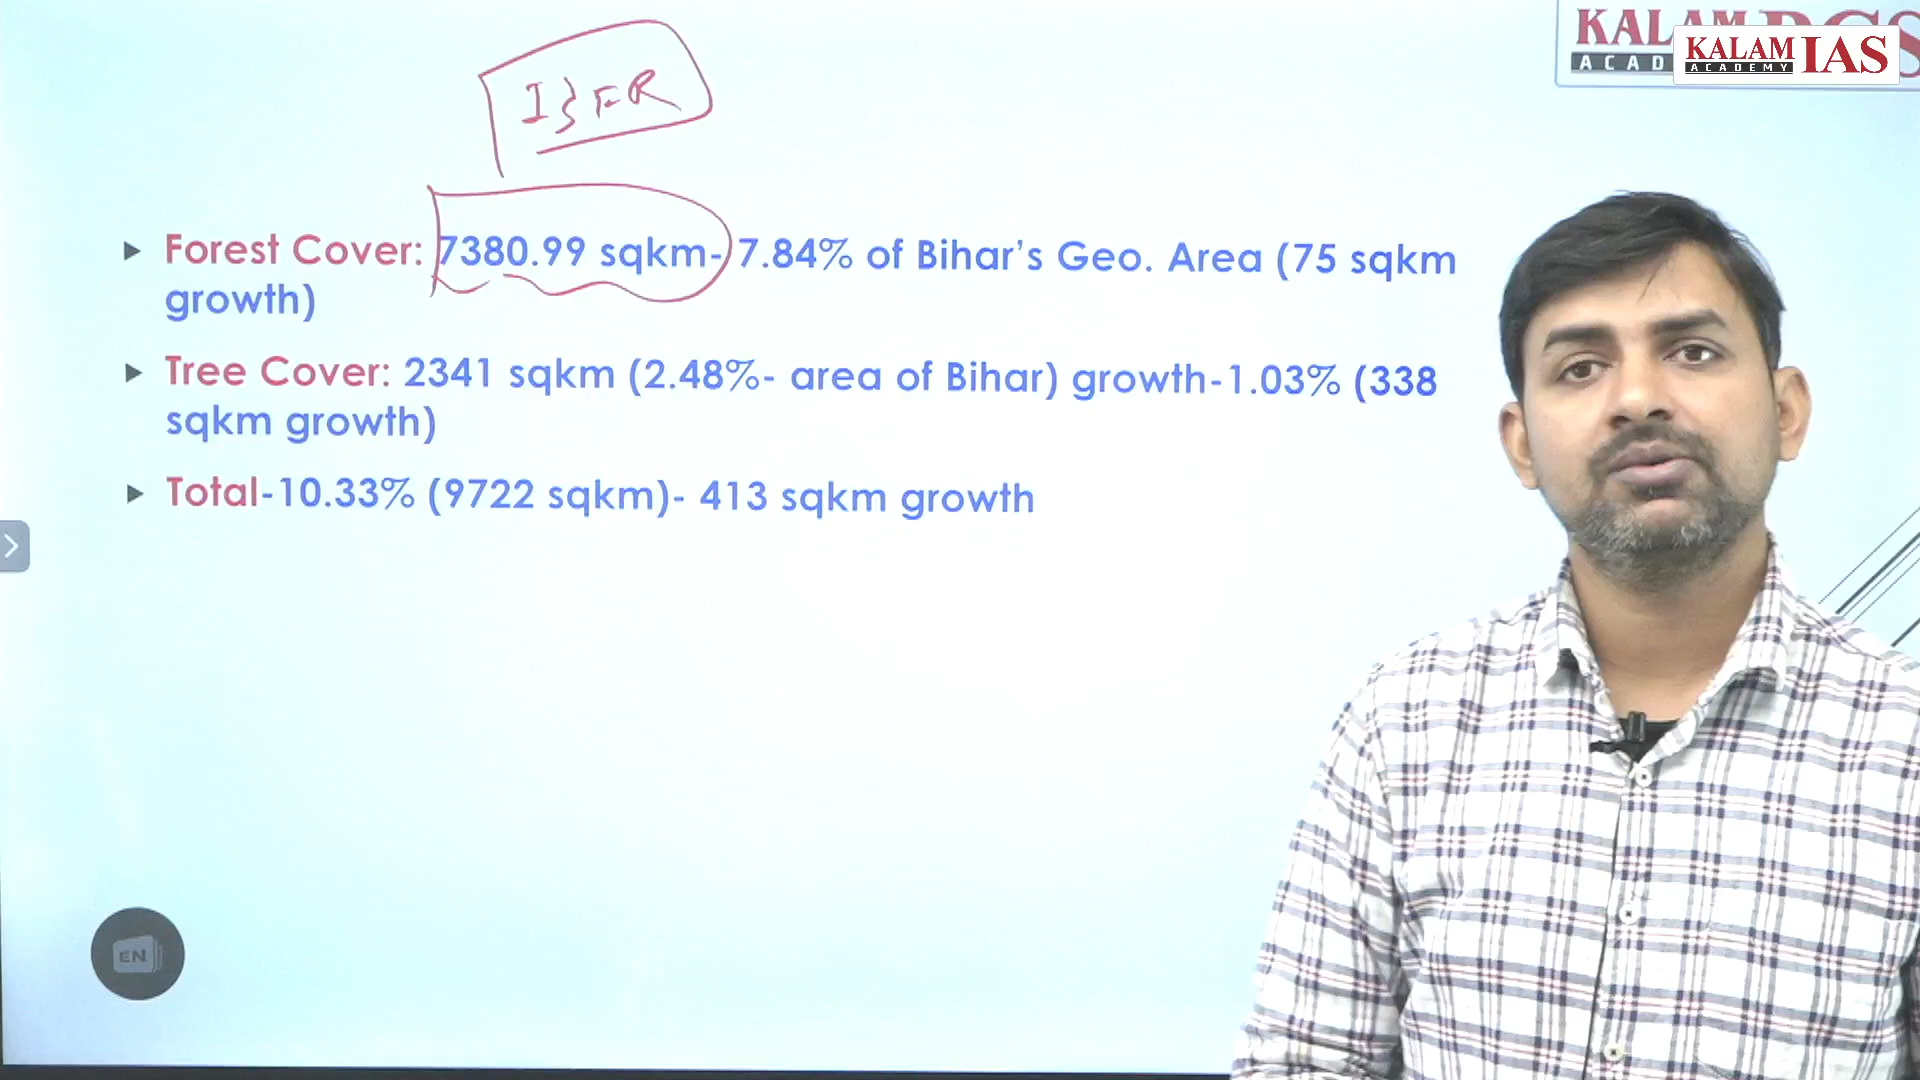 KALAM
ACAD
KALAM IAS
ACADEMY
ISFR
Forest Cover: 7380.99 sqkm- 7.84% of Bihar's Geo. Area (75 sqkm
growth)
Tree Cover: 2341 sqkm (2.48%- area of Bihar) growth-1.03% (338
sqkm growth)
Total-10.33% (9722 sqkm)- 413 sqkm growth
EN